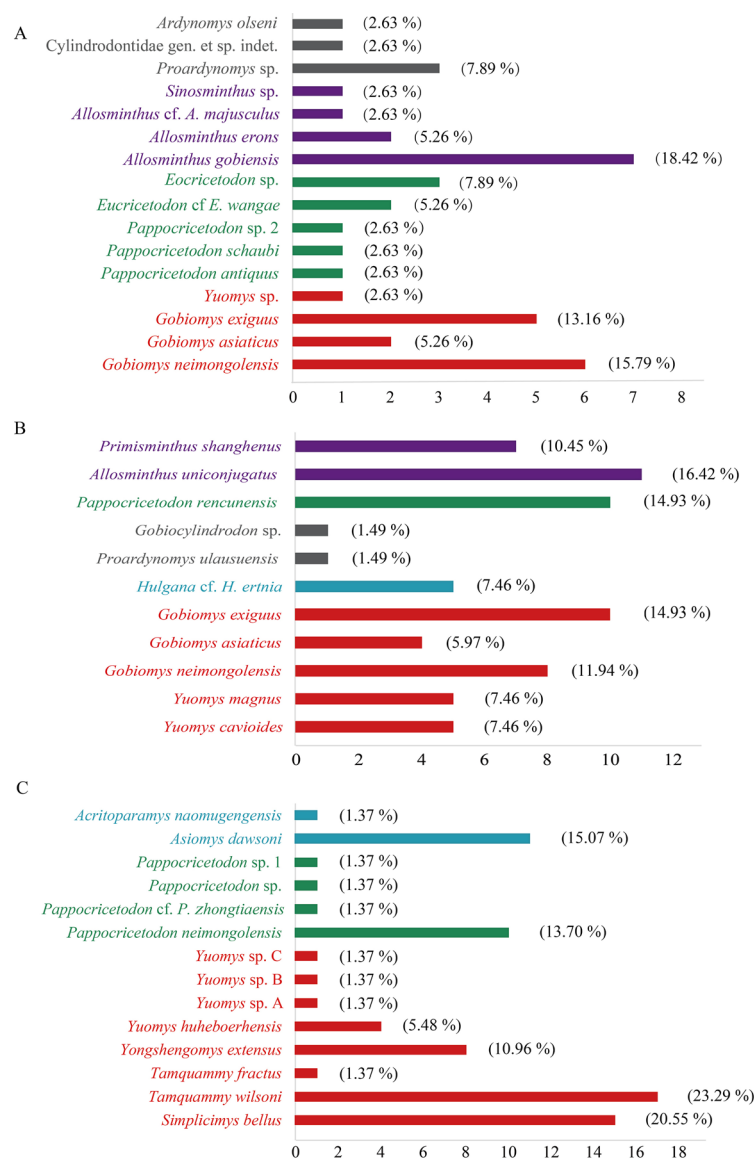 A
Ardynomys olseni (2.63 %)
Cylindrodontidae gen. et sp. indet. (2.63 %)
Proardynomys sp. (7.89 %)
Sinosminthus sp. (2.63 %)
Allosminthus cf. A. majusculus (2.63 %)
Allosminthus erons (5.26 %)
Allosminthus gobiensis (18.42 %)
Eocricetodon sp. (7.89 %)
Eucricetodon cf E. wangae (5.26 %)
Pappocricetodon sp. 2 (2.63 %)
Pappocricetodon schaubi (2.63 %)
Pappocricetodon antiquus (2.63 %)
Yuomys sp. (2.63 %)
Gobiomys exiguus (13.16 %)
Gobiomys asiaticus (5.26 %)
Gobiomys neimongolensis (15.79 %)
0 1 2 3 4 5 6 7 8
B
Primisminthus shanghenus (10.45 %)
Allosminthus uniconjugatus (16.42 %)
Pappocricetodon rencunensis (14.93 %)
Gobiocylindrodon sp. (1.49 %)
Proardynomys ulausuensis (1.49 %)
Hulgana cf. H. ertnia (7.46 %)
Gobiomys exiguus (14.93 %)
Gobiomys asiaticus (5.97 %)
Gobiomys neimongolensis (11.94 %)
Yuomys magnus (7.46 %)
Yuomys cavioides (7.46 %)
0 2 4 6 8 10 12
C
Acritoparamys naomugengensis (1.37 %)
Asiomys dawsoni (15.07 %)
Pappocricetodon sp. 1 (1.37 %)
Pappocricetodon sp. (1.37 %)
Pappocricetodon cf. P. zhongtiaensis (1.37 %)
Pappocricetodon neimongolensis (13.70 %)
Yuomys sp. C (1.37 %)
Yuomys sp. B (1.37 %)
Yuomys sp. A (1.37 %)
Yuomys huheboerhensis (5.48 %)
Yongshengomys extensus (10.96 %)
Tamquammy fractus (1.37 %)
Tamquammy wilsoni (23.29 %)
Simplicimys bellus (20.55 %)
0 2 4 6 8 10 12 14 16 18